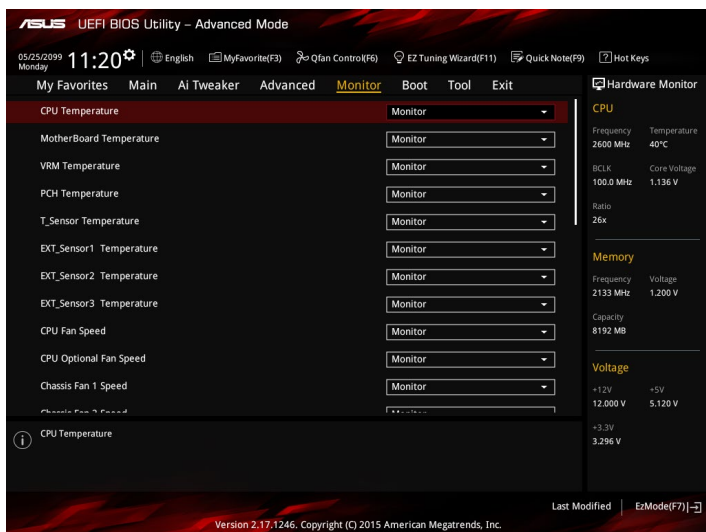 ASUS UEFI BIOS Utility – Advanced Mode
05/25/2099 Monday 11:20 English MyFavorite(F3) Qfan Control(F6) EZ Tuning Wizard(F11) Quick Note(F9) ? Hot Keys
My Favorites Main Ai Tweaker Advanced Monitor Boot Tool Exit
CPU Temperature Monitor
MotherBoard Temperature Monitor
VRM Temperature Monitor
PCH Temperature Monitor
T_Sensor Temperature Monitor
EXT_Sensor1 Temperature Monitor
EXT_Sensor2 Temperature Monitor
EXT_Sensor3 Temperature Monitor
CPU Fan Speed Monitor
CPU Optional Fan Speed Monitor
Chassis Fan 1 Speed Monitor
Chassis Fan 2 Speed Monitor
i CPU Temperature
Hardware Monitor
CPU
Frequency Temperature
2600 MHz 40°C
BCLK Core Voltage
100.0 MHz 1.136 V
Ratio
26x
Memory
Frequency Voltage
2133 MHz 1.200 V
Capacity
8192 MB
Voltage
+12V +5V
12.000 V 5.120 V
+3.3V
3.296 V
Last Modified EzMode(F7)
Version 2.17.1246. Copyright (C) 2015 American Megatrends, Inc.